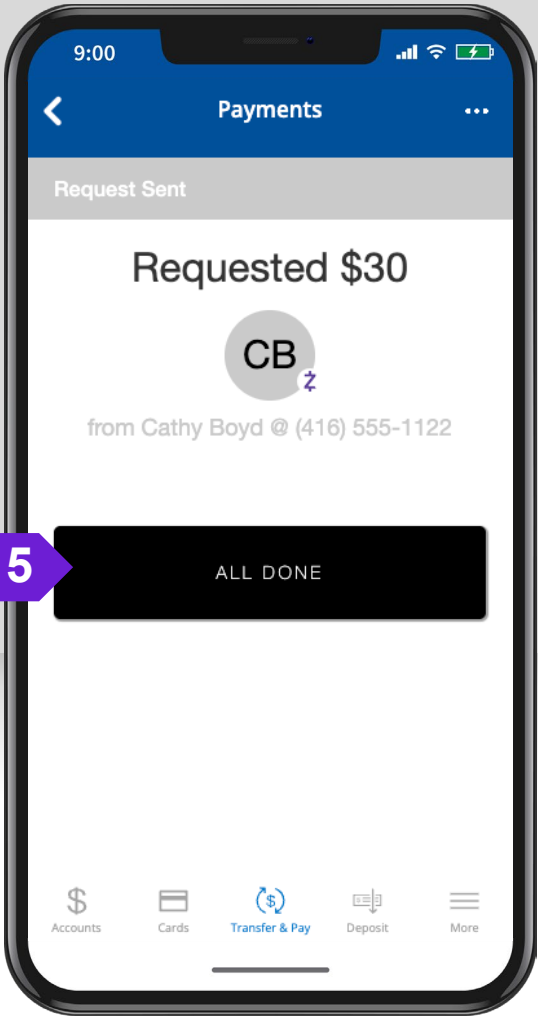 9:00
Payments
Request Sent
Requested $30
CB
from Cathy Boyd @ (416) 555-1122
5
ALL DONE
$
$
Accounts
Cards
Transfer & Pay
Deposit
More